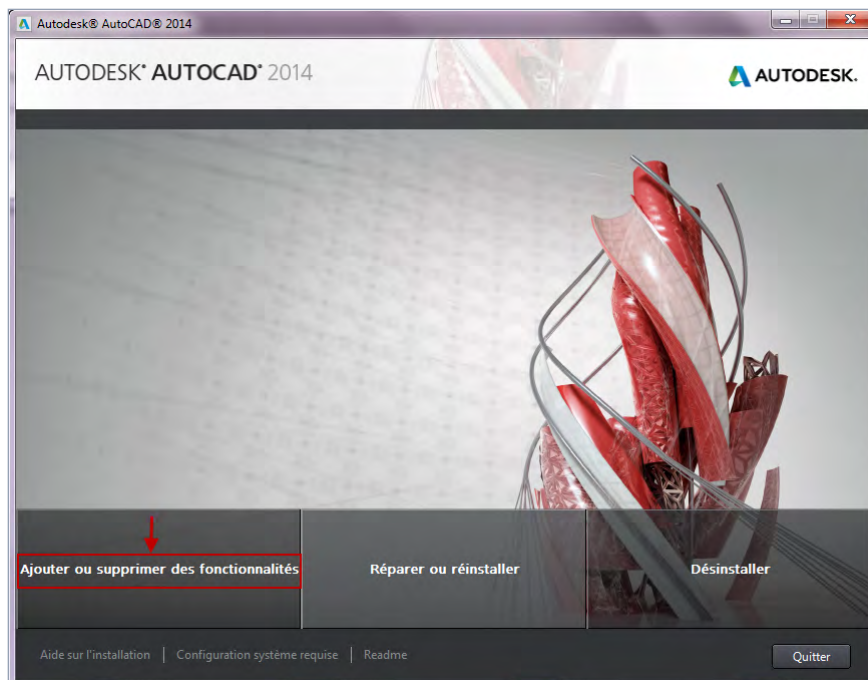 Autodesk® AutoCAD® 2014
AUTODESK® AUTOCAD® 2014
AUTODESK.
Ajouter ou supprimer des fonctionnalités
Réparer ou réinstaller
Désinstaller
Aide sur l'installation | Configuration système requise | Readme
Quitter